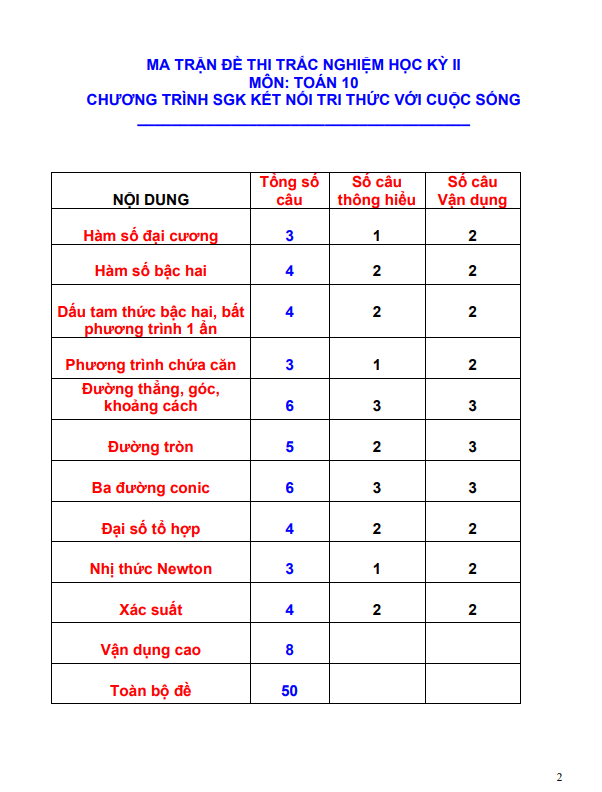 MA TRẬN ĐỀ THI TRẮC NGHIỆM HỌC KỲ II
MÔN: TOÁN 10
CHƯƠNG TRÌNH SGK KẾT NỐI TRI THỨC VỚI CUỘC SỐNG
NỘI DUNG Tổng số câu Số câu thông hiểu Số câu Vận dụng
Hàm số đại cương 3 1 2
Hàm số bậc hai 4 2 2
Dấu tam thức bậc hai, bất phương trình 1 ẩn 4 2 2
Phương trình chứa căn 3 1 2
Đường thẳng, góc, khoảng cách 6 3 3
Đường tròn 5 2 3
Ba đường conic 6 3 3
Đại số tổ hợp 4 2 2
Nhị thức Newton 3 1 2
Xác suất 4 2 2
Vận dụng cao 8
Toàn bộ đề 50
2